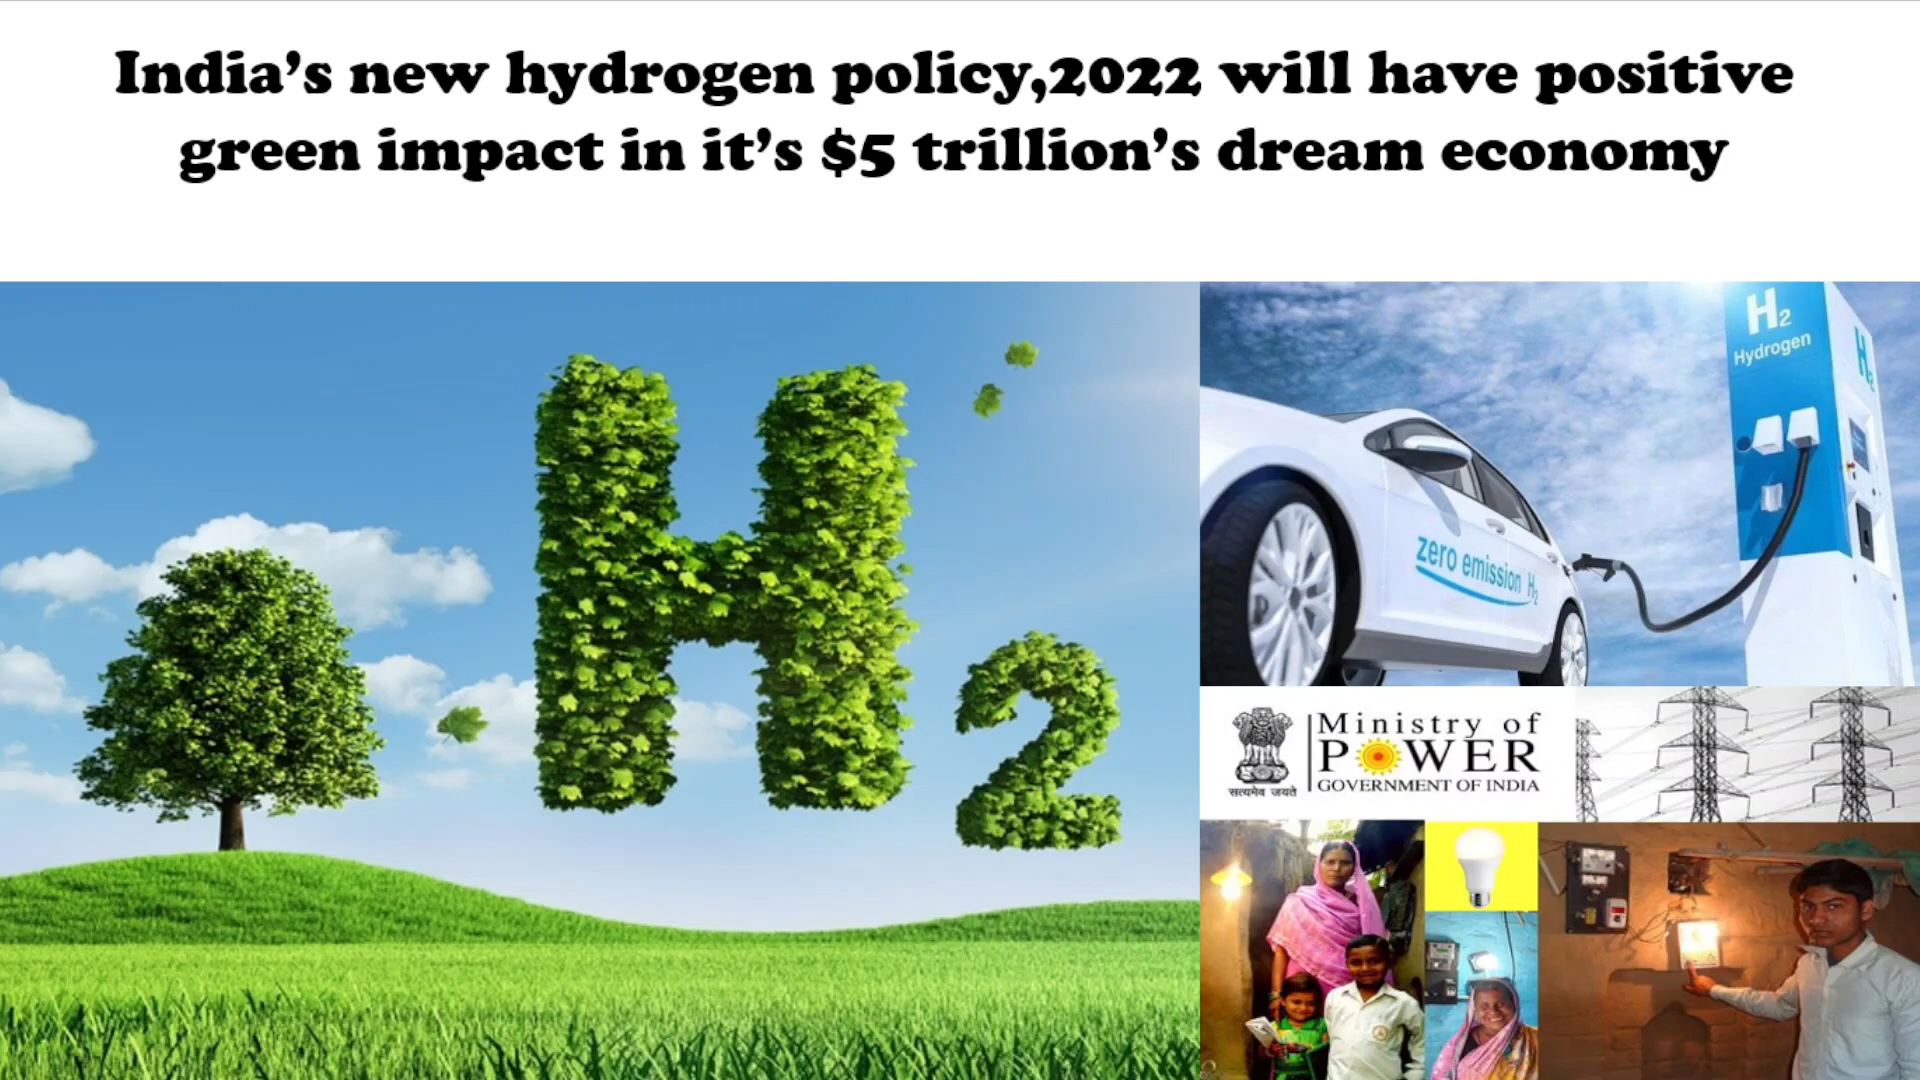 India’s new hydrogen policy,2022 will have positive
green impact in it’s $5 trillion’s dream economy
H2
H2
Hydrogen
H2
zero emission H2
Ministry of
POWER
GOVERNMENT OF INDIA
सत्यमेव जयते